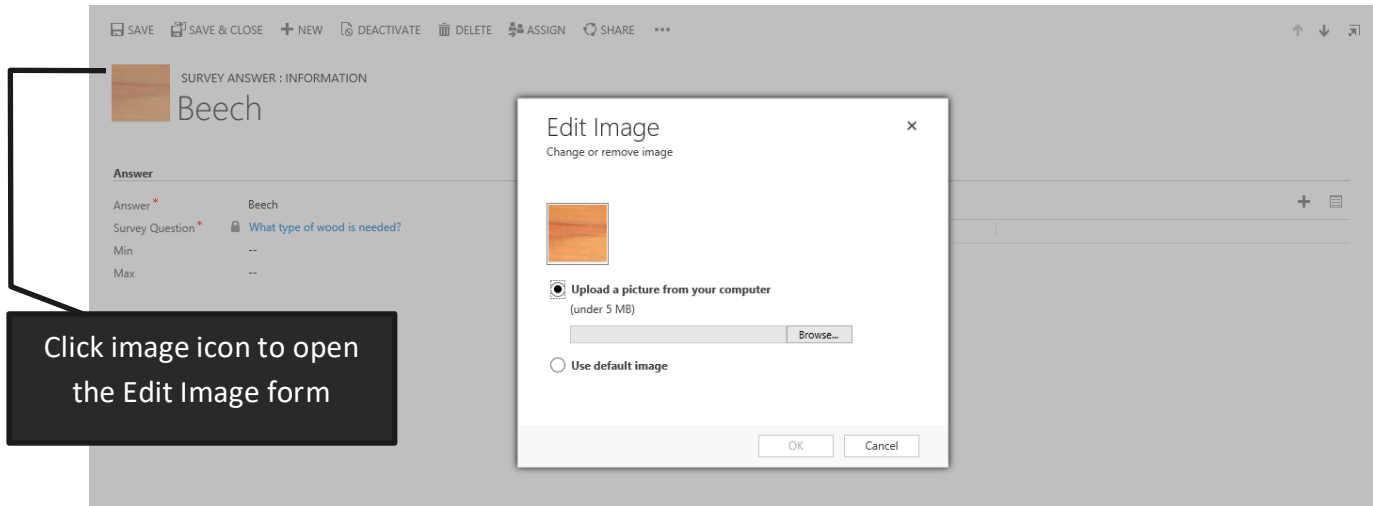 SAVE SAVE & CLOSE NEW DEACTIVATE DELETE ASSIGN SHARE
SURVEY ANSWER : INFORMATION
Beech
Answer
Answer* Beech
Survey Question* What type of wood is needed?
Min --
Max --
Click image icon to open
the Edit Image form
Edit Image
Change or remove image
Upload a picture from your computer
(under 5 MB)
Browse...
Use default image
OK Cancel